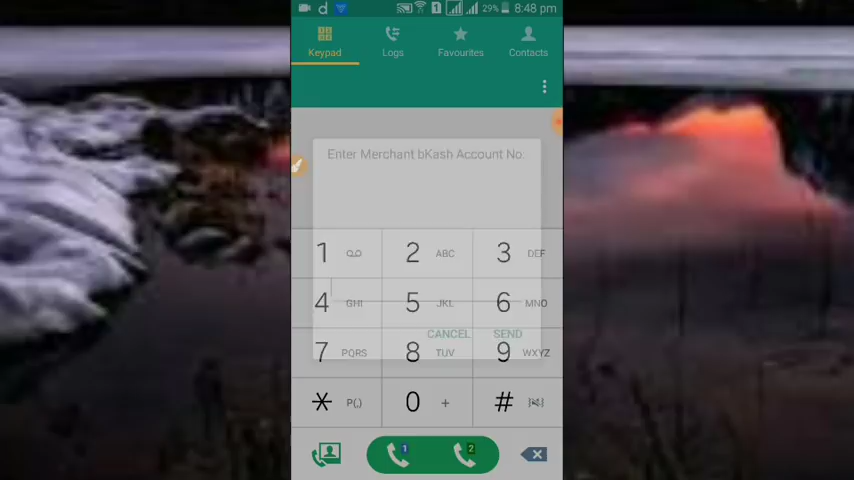 29% 8:48 pm
Keypad Logs Favourites Contacts
Enter Merchant bKash Account No.
1 2 ABC 3 DEF
4 GHI 5 JKL 6 MNO
CANCEL SEND
7 PQRS 8 TUV 9 WXYZ
* P(,) 0 + #
1 2